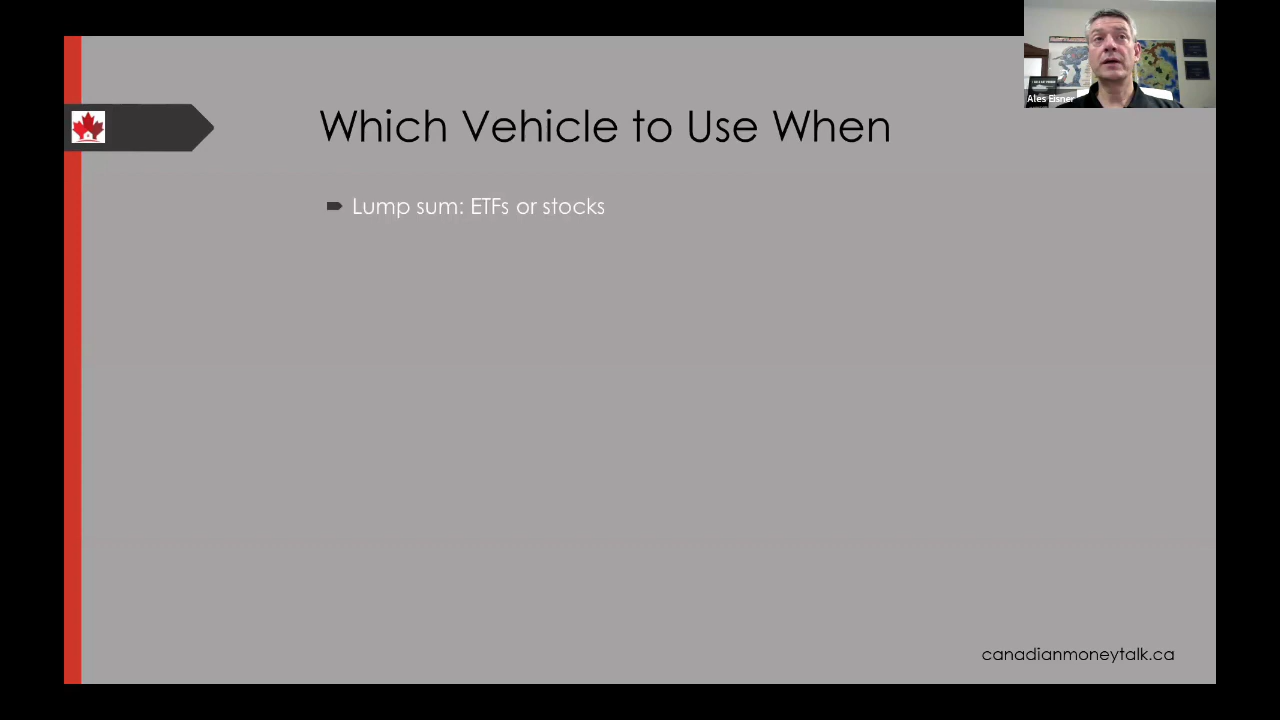 Which Vehicle to Use When
Ales Eisner
Lump sum: ETFs or stocks
canadianmoneytalk.ca